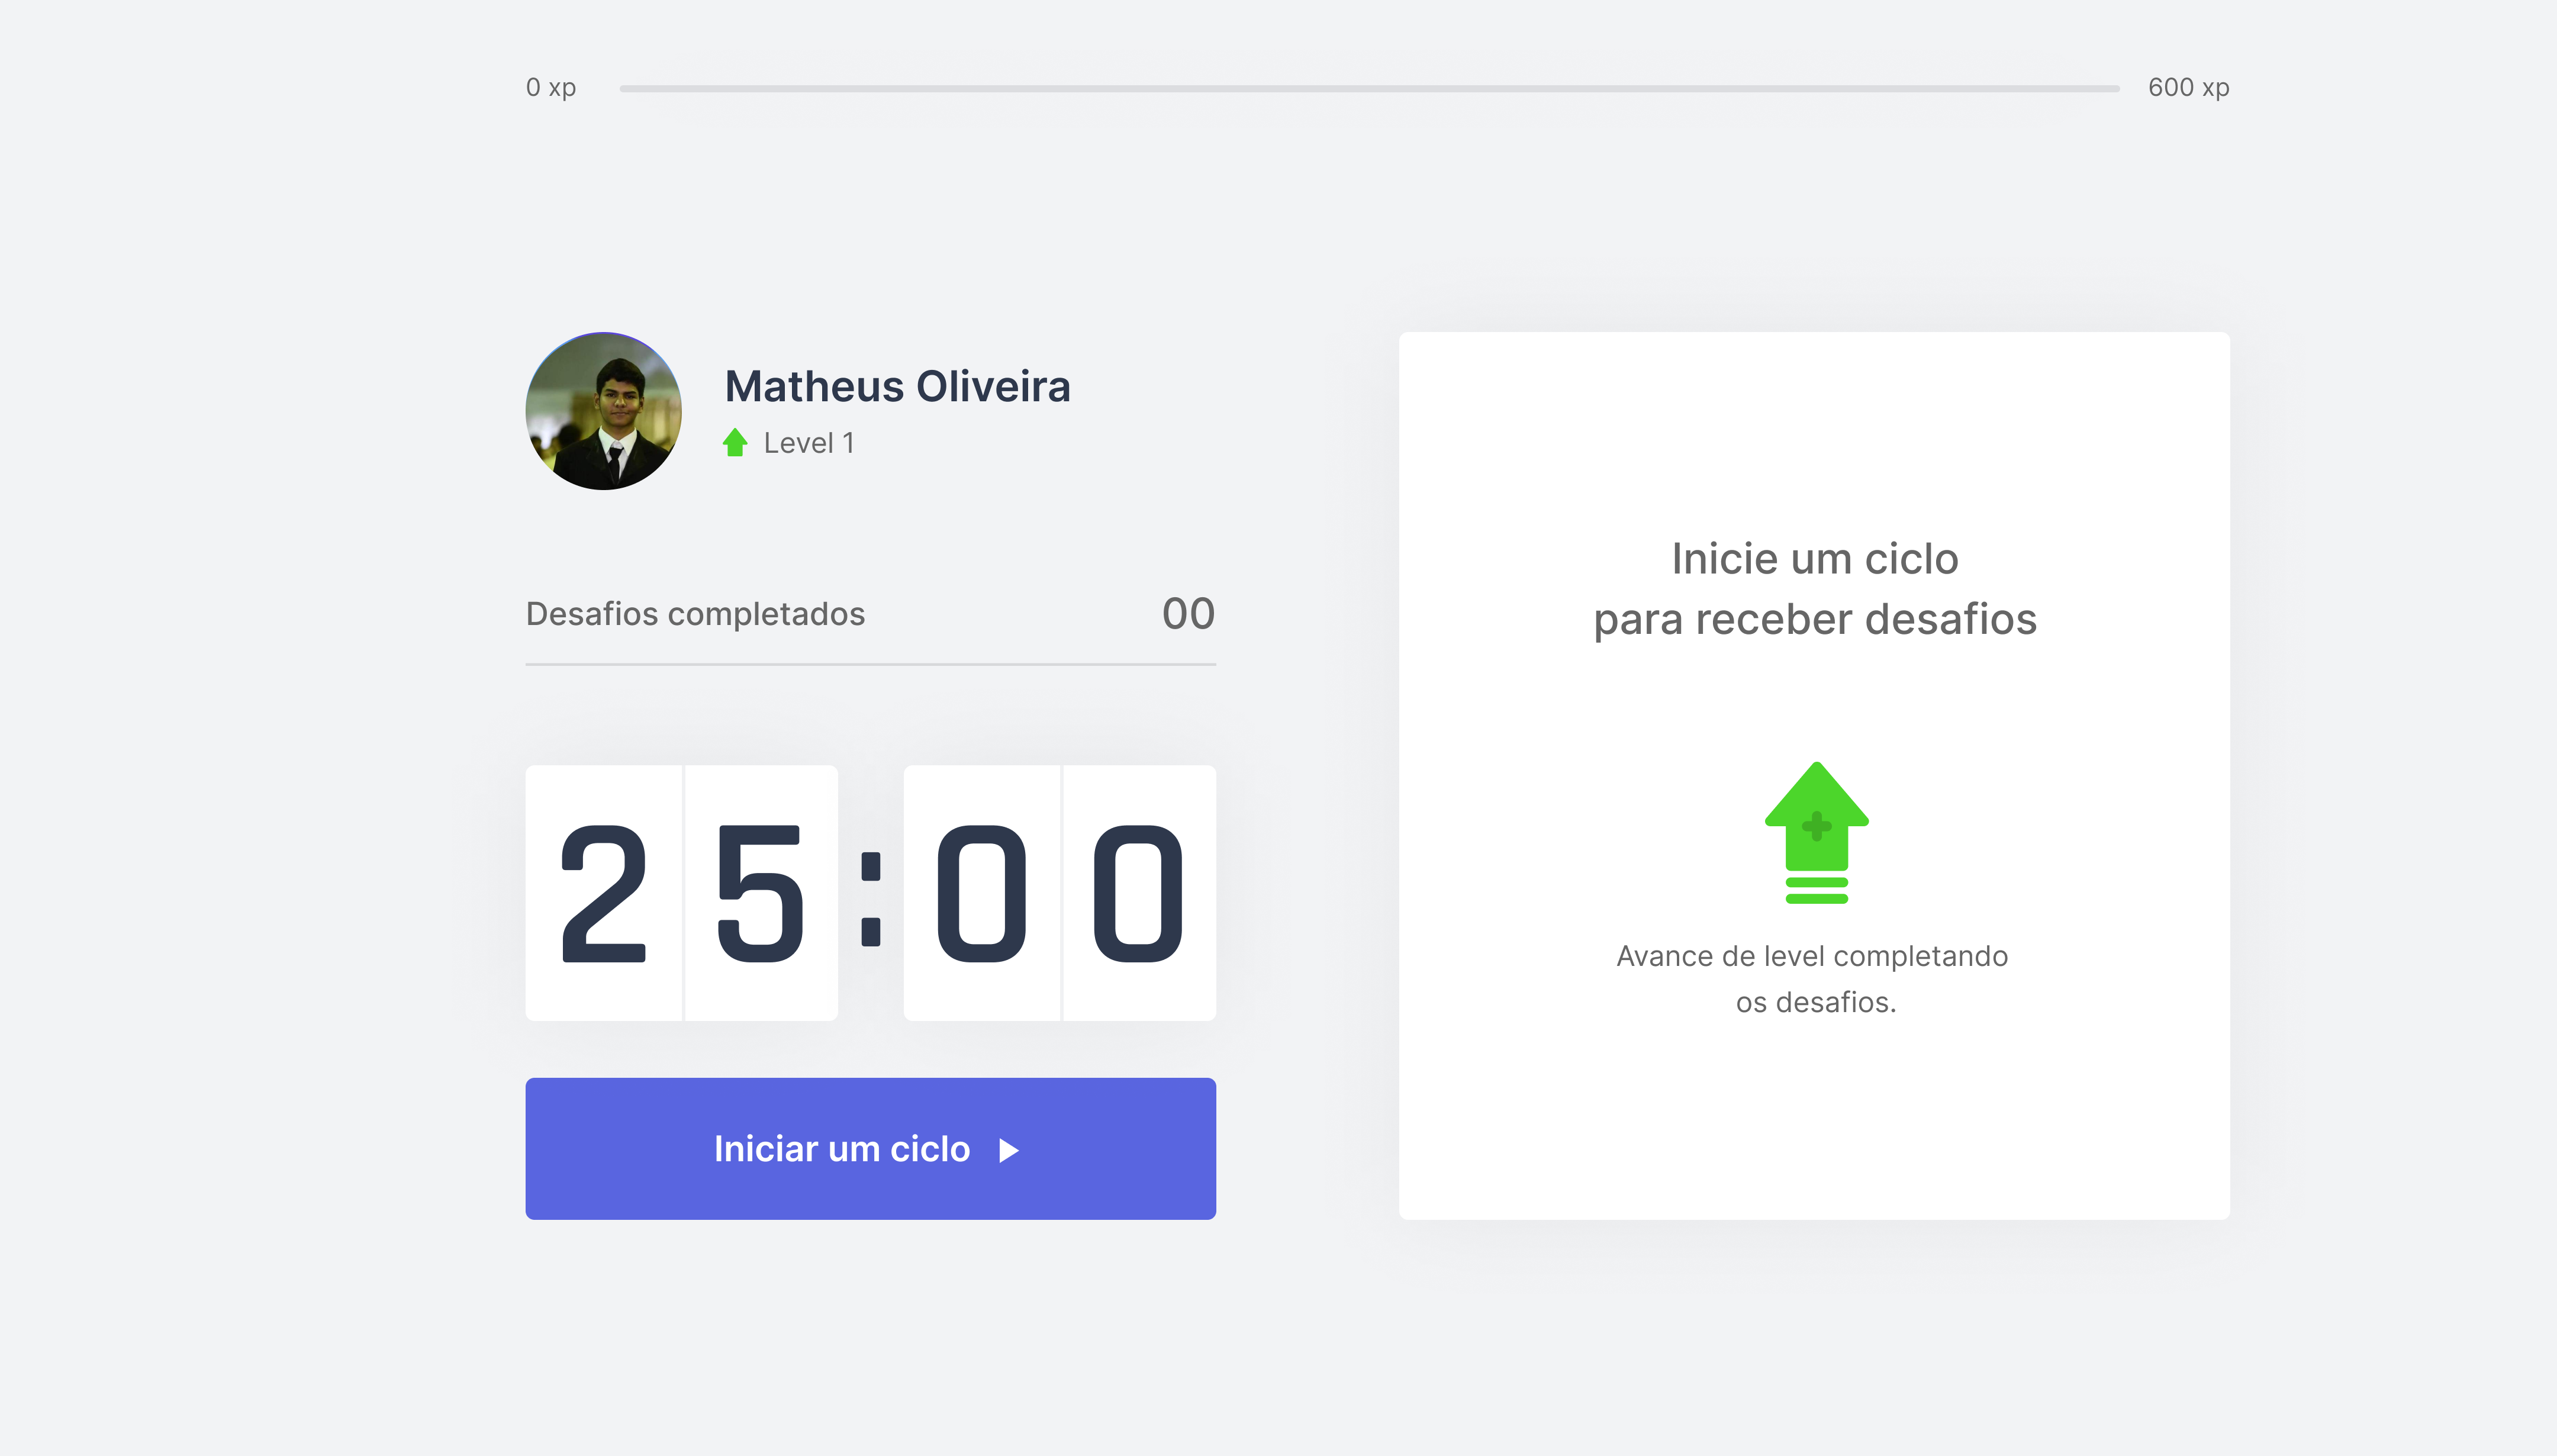 0 xp
600 xp
Matheus Oliveira
Level 1
Desafios completados
00
25:00
Iniciar um ciclo
Inicie um ciclo
para receber desafios
Avance de level completando
os desafios.